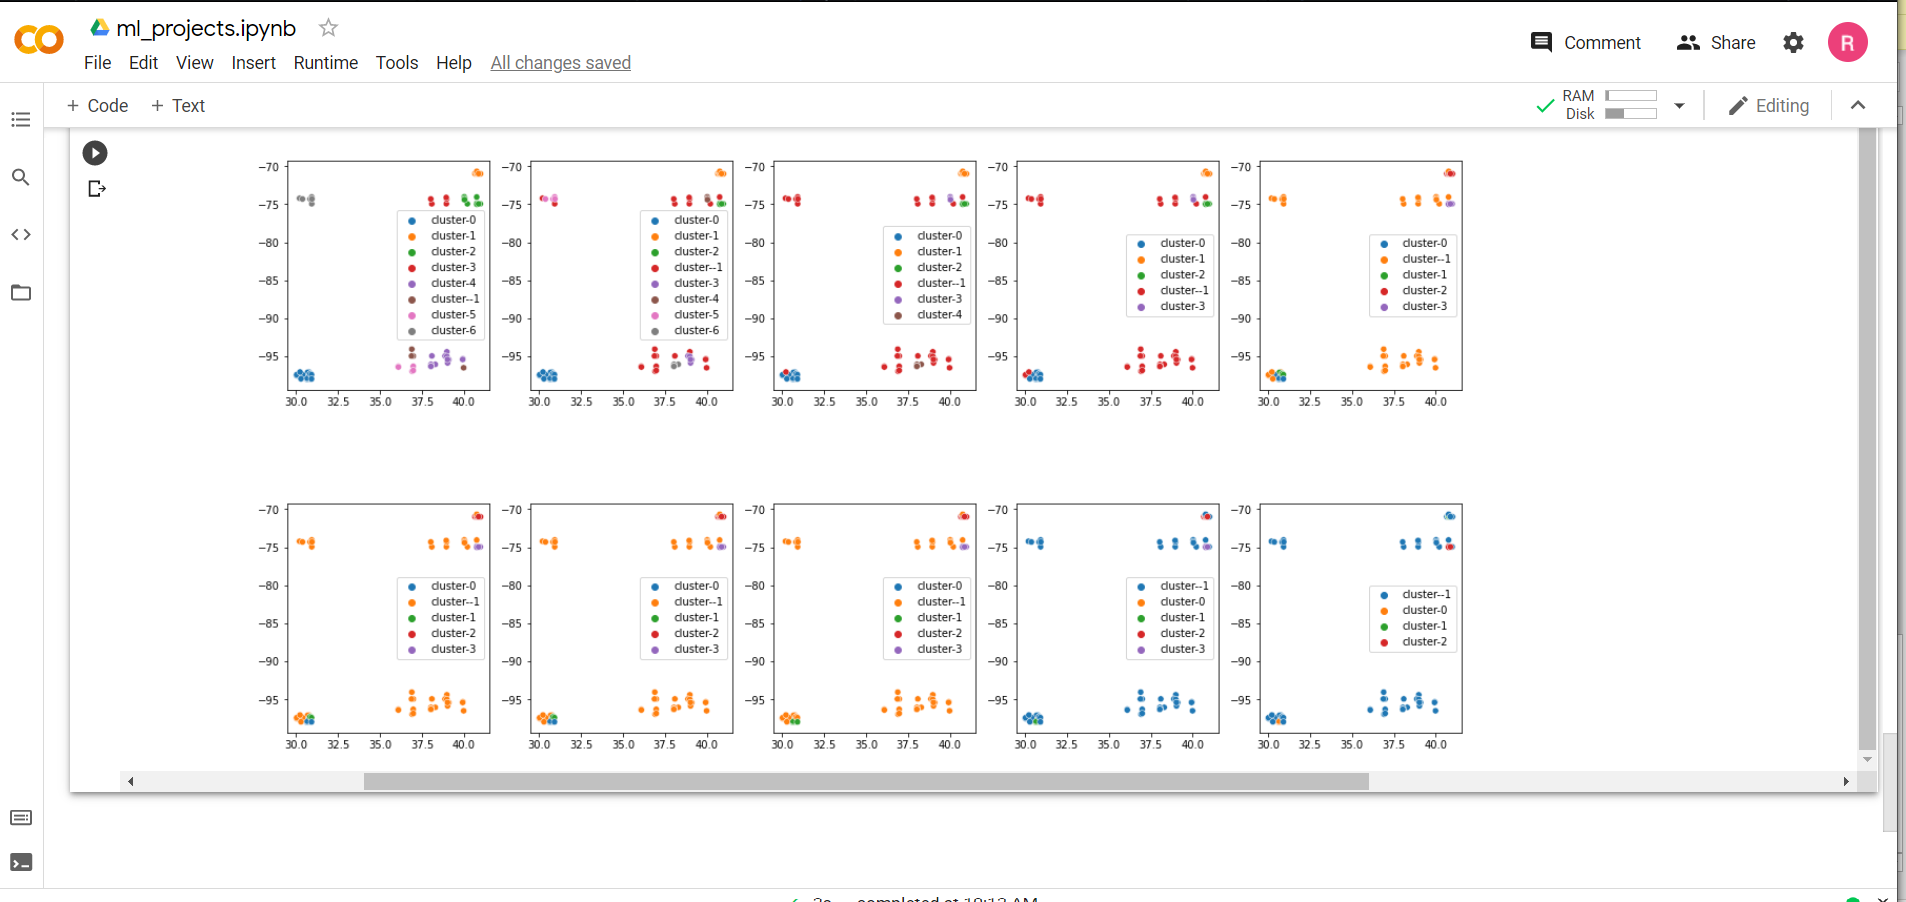 ml_projects.ipynb
File Edit View Insert Runtime Tools Help All changes saved
Comment Share R
+ Code + Text
RAM
Disk
Editing
−70 −75 −80 −85 −90 −95
30.0 32.5 35.0 37.5 40.0
cluster-0
cluster-1
cluster-2
cluster-3
cluster-4
cluster--1
cluster-5
cluster-6
−70 −75 −80 −85 −90 −95
30.0 32.5 35.0 37.5 40.0
cluster-0
cluster-1
cluster-2
cluster--1
cluster-3
cluster-4
cluster-5
cluster-6
−70 −75 −80 −85 −90 −95
30.0 32.5 35.0 37.5 40.0
cluster-0
cluster-1
cluster-2
cluster--1
cluster-3
cluster-4
−70 −75 −80 −85 −90 −95
30.0 32.5 35.0 37.5 40.0
cluster-0
cluster-1
cluster-2
cluster--1
cluster-3
−70 −75 −80 −85 −90 −95
30.0 32.5 35.0 37.5 40.0
cluster-0
cluster--1
cluster-1
cluster-2
cluster-3
−70 −75 −80 −85 −90 −95
30.0 32.5 35.0 37.5 40.0
cluster-0
cluster--1
cluster-1
cluster-2
cluster-3
−70 −75 −80 −85 −90 −95
30.0 32.5 35.0 37.5 40.0
cluster-0
cluster--1
cluster-1
cluster-2
cluster-3
−70 −75 −80 −85 −90 −95
30.0 32.5 35.0 37.5 40.0
cluster-0
cluster--1
cluster-1
cluster-2
cluster-3
−70 −75 −80 −85 −90 −95
30.0 32.5 35.0 37.5 40.0
cluster--1
cluster-0
cluster-1
cluster-2
cluster-3
−70 −75 −80 −85 −90 −95
30.0 32.5 35.0 37.5 40.0
cluster--1
cluster-0
cluster-1
cluster-2
completed at